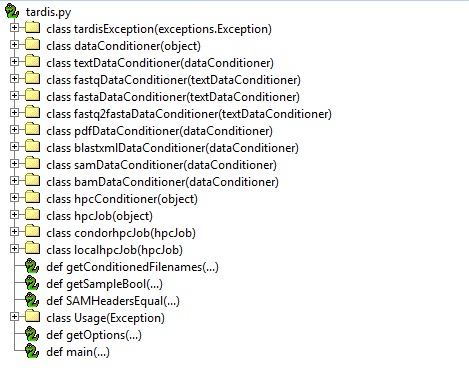 tardis.py
class tardisException(exceptions.Exception)
class dataConditioner(object)
class textDataConditioner(dataConditioner)
class fastqDataConditioner(textDataConditioner)
class fastaDataConditioner(textDataConditioner)
class fastq2fastaDataConditioner(textDataConditioner)
class pdfDataConditioner(dataConditioner)
class blastxmlDataConditioner(dataConditioner)
class samDataConditioner(dataConditioner)
class bamDataConditioner(dataConditioner)
class hpcConditioner(object)
class hpcJob(object)
class condorhpcJob(hpcJob)
class localhpcJob(hpcJob)
def getConditionedFilenames(...)
def getSampleBool(...)
def SAMHeadersEqual(...)
class Usage(Exception)
def getOptions(...)
def main(...)